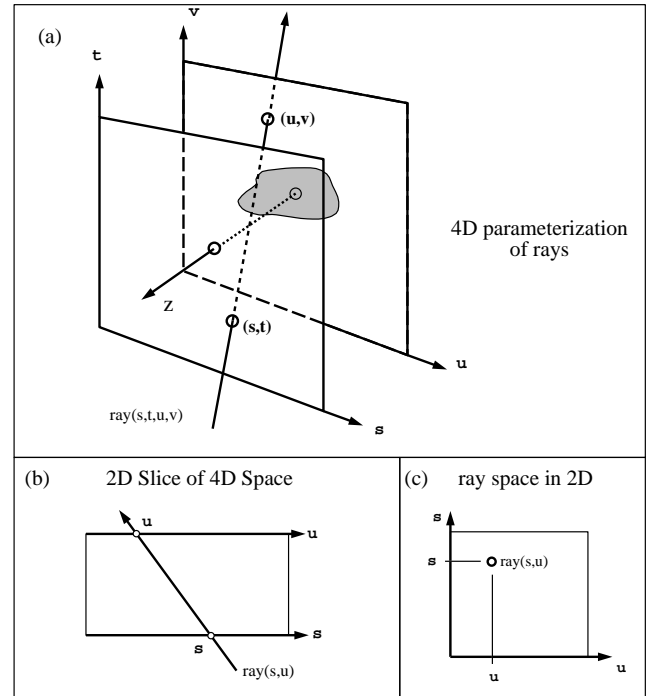 (a)
v
t
(u,v)
4D parameterization
of rays
z
(s,t)
u
ray(s,t,u,v)
s
(b) 2D Slice of 4D Space
u
u
s
s
ray(s,u)
(c) ray space in 2D
s
s
ray(s,u)
u
u